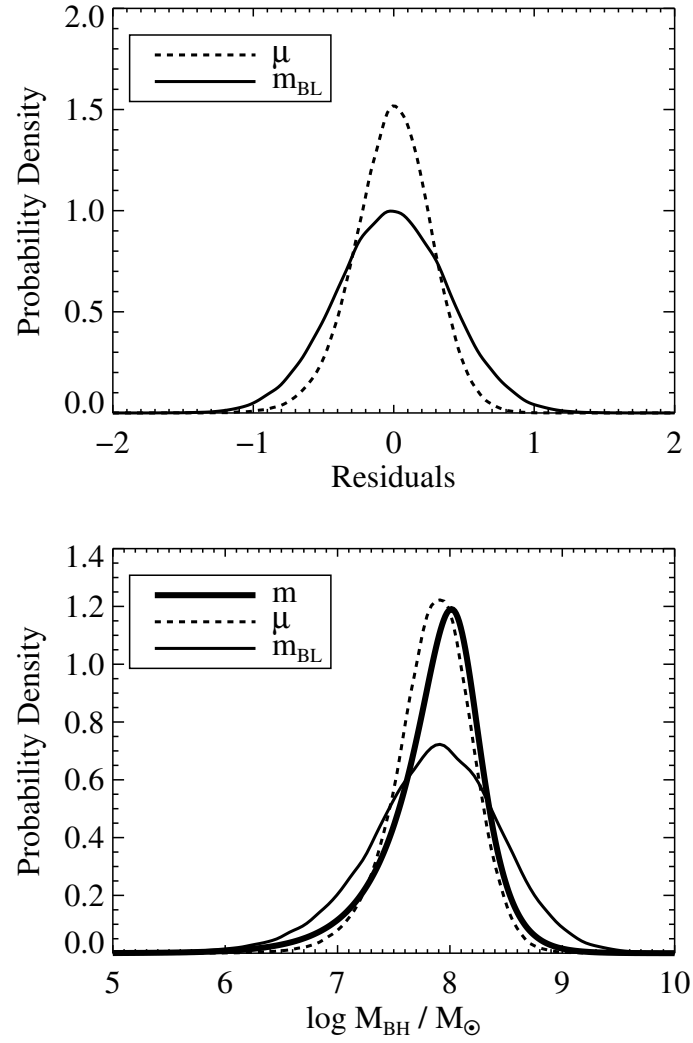 2.0
μ
m_BL
1.5
1.0
0.5
0.0
−2 −1 0 1 2
Residuals
Probability Density
1.4
m
μ
m_BL
1.2
1.0
0.8
0.6
0.4
0.2
0.0
5 6 7 8 9 10
log M_BH / M_⊙
Probability Density